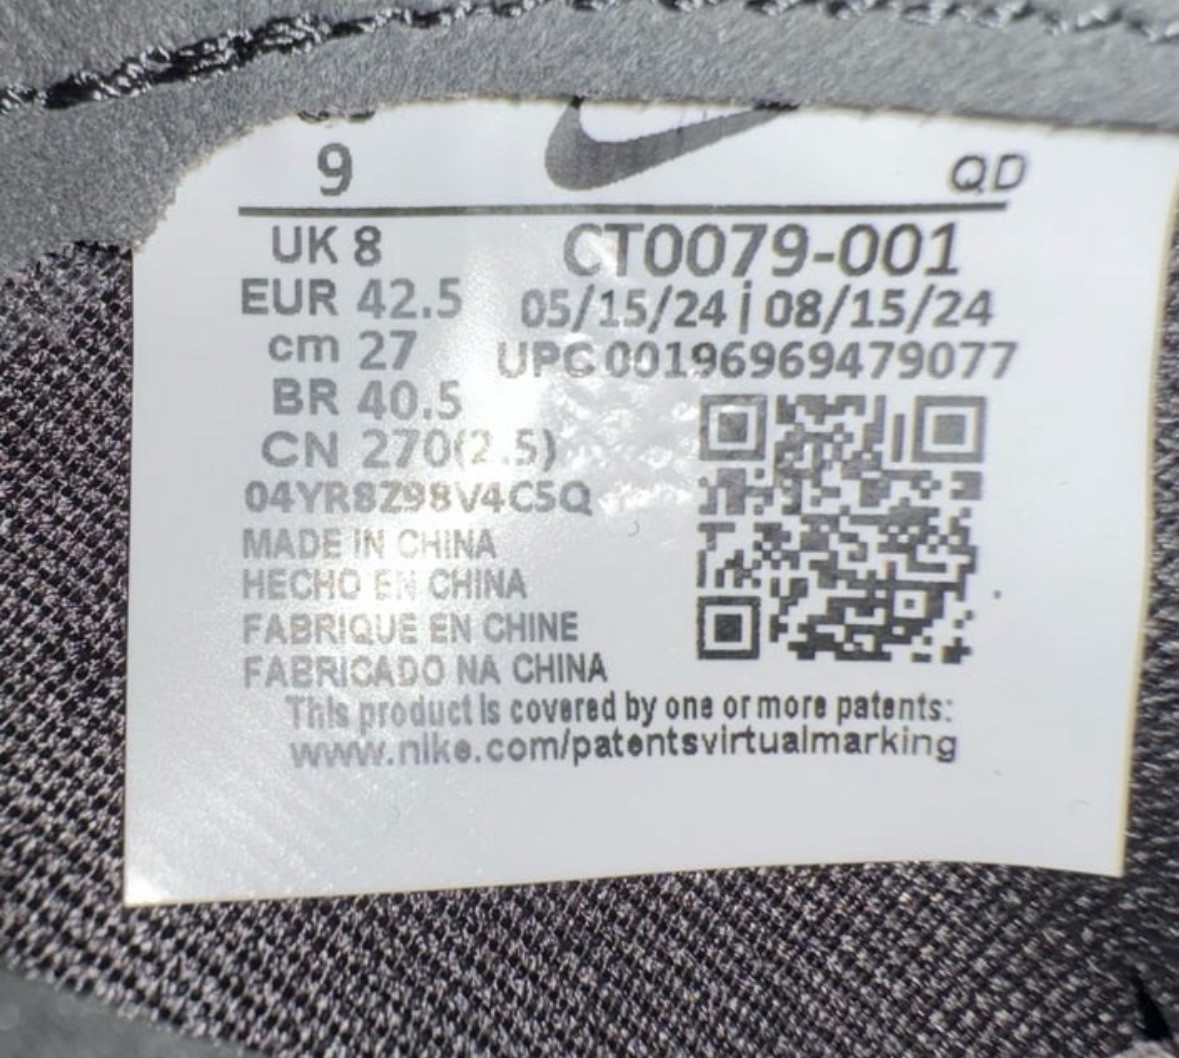 9
QD
UK 8
CT0079-001
EUR 42.5
05/15/24 | 08/15/24
cm 27
UPC 00196969479077
BR 40.5
CN 270(2.5)
04YR8Z98V4C5Q
MADE IN CHINA
HECHO EN CHINA
FABRIQUE EN CHINE
FABRICADO NA CHINA
This product is covered by one or more patents:
www.nike.com/patentsvirtualmarking